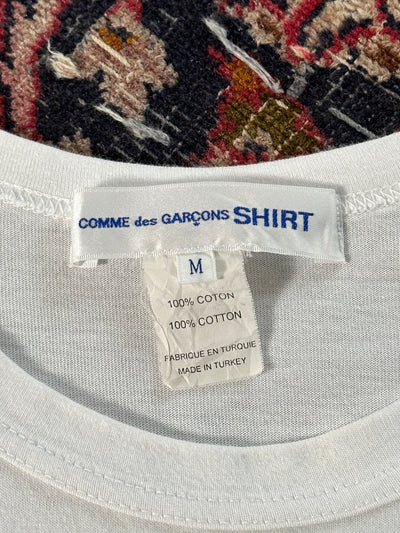 COMME des GARÇONS SHIRT
M
100% COTON
100% COTTON
FABRIQUE EN TURQUIE
MADE IN TURKEY